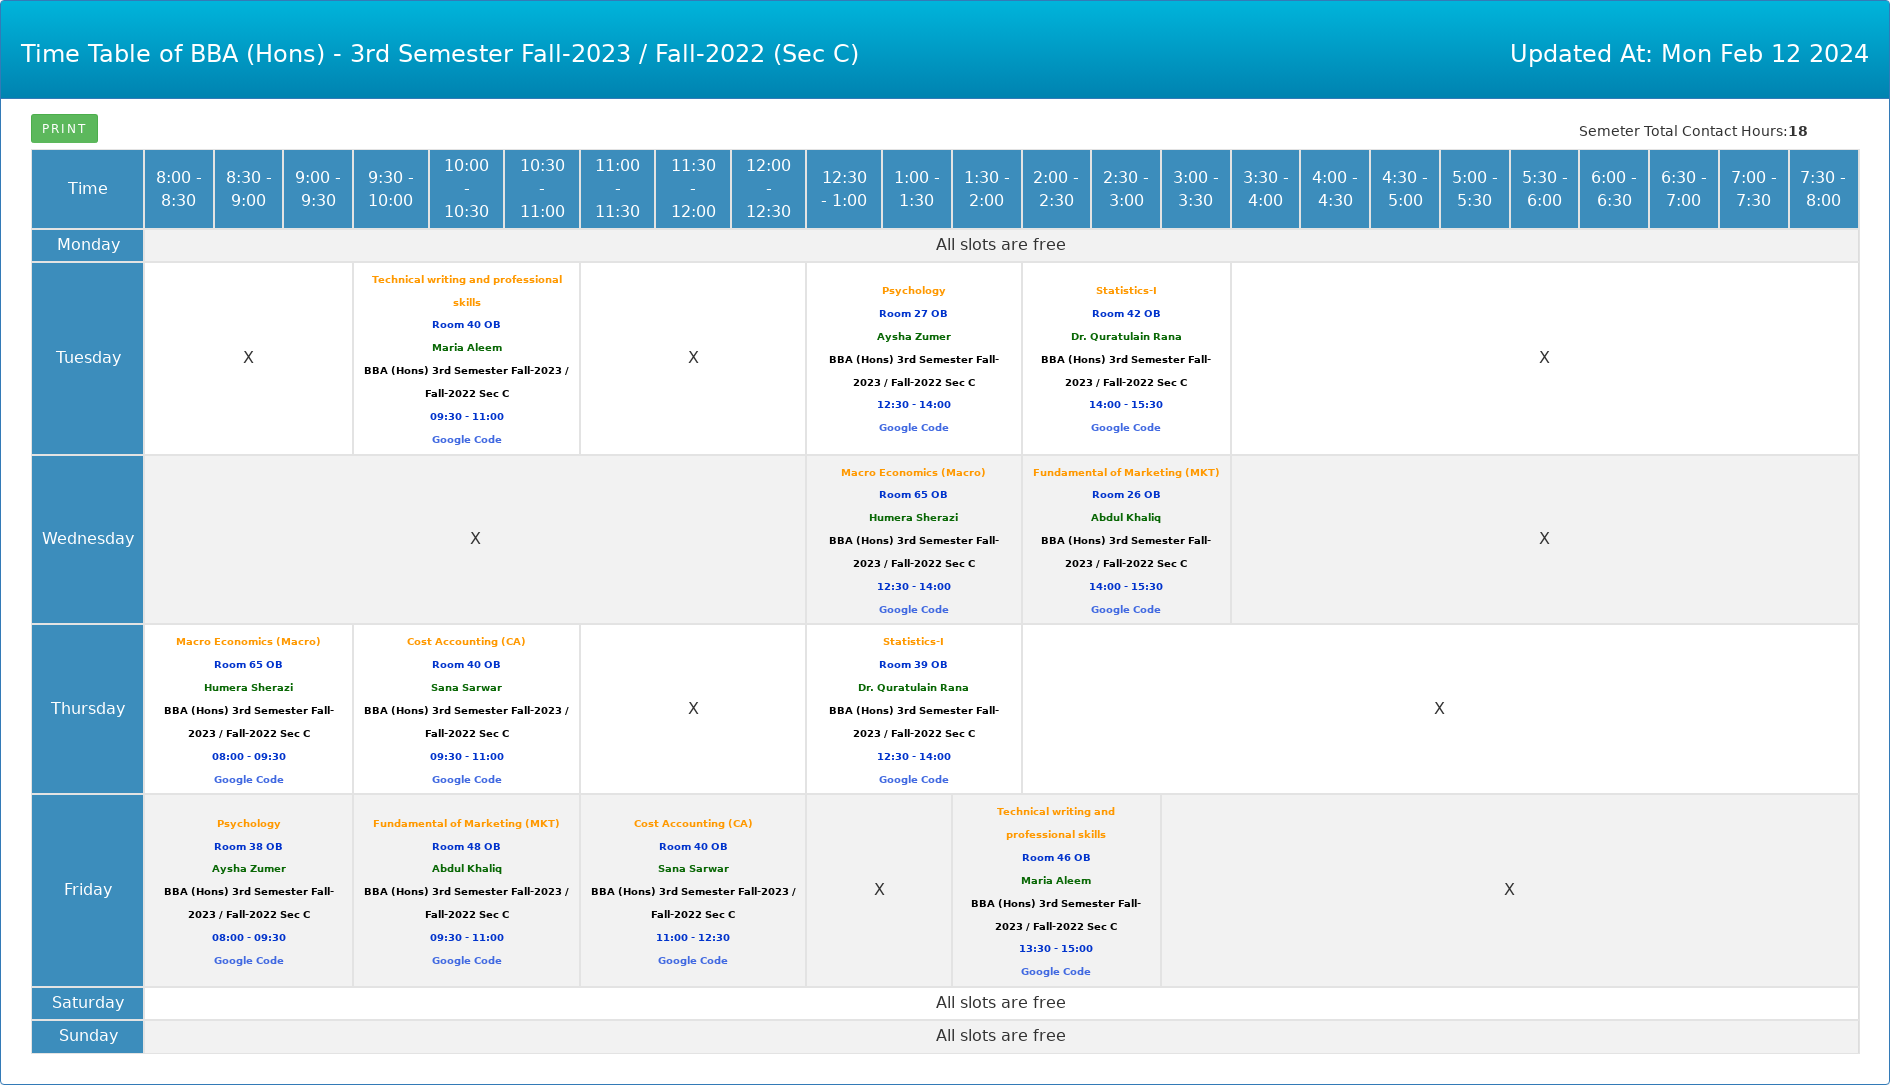 Time Table of BBA (Hons) - 3rd Semester Fall-2023 / Fall-2022 (Sec C)
Updated At: Mon Feb 12 2024
PRINT
Semeter Total Contact Hours:18
Time
8:00 -
8:30
8:30 -
9:00
9:00 -
9:30
9:30 -
10:00
10:00
-
10:30
10:30
-
11:00
11:00
-
11:30
11:30
-
12:00
12:00
-
12:30
12:30
- 1:00
1:00 -
1:30
1:30 -
2:00
2:00 -
2:30
2:30 -
3:00
3:00 -
3:30
3:30 -
4:00
4:00 -
4:30
4:30 -
5:00
5:00 -
5:30
5:30 -
6:00
6:00 -
6:30
6:30 -
7:00
7:00 -
7:30
7:30 -
8:00
Monday
All slots are free
Tuesday
X
Technical writing and professional
skills
Room 40 OB
Maria Aleem
BBA (Hons) 3rd Semester Fall-2023 /
Fall-2022 Sec C
09:30 - 11:00
Google Code
X
Psychology
Room 27 OB
Aysha Zumer
BBA (Hons) 3rd Semester Fall-
2023 / Fall-2022 Sec C
12:30 - 14:00
Google Code
Statistics-I
Room 42 OB
Dr. Quratulain Rana
BBA (Hons) 3rd Semester Fall-
2023 / Fall-2022 Sec C
14:00 - 15:30
Google Code
X
Wednesday
X
Macro Economics (Macro)
Room 65 OB
Humera Sherazi
BBA (Hons) 3rd Semester Fall-
2023 / Fall-2022 Sec C
12:30 - 14:00
Google Code
Fundamental of Marketing (MKT)
Room 26 OB
Abdul Khaliq
BBA (Hons) 3rd Semester Fall-
2023 / Fall-2022 Sec C
14:00 - 15:30
Google Code
X
Thursday
Macro Economics (Macro)
Room 65 OB
Humera Sherazi
BBA (Hons) 3rd Semester Fall-
2023 / Fall-2022 Sec C
08:00 - 09:30
Google Code
Cost Accounting (CA)
Room 40 OB
Sana Sarwar
BBA (Hons) 3rd Semester Fall-2023 /
Fall-2022 Sec C
09:30 - 11:00
Google Code
X
Statistics-I
Room 39 OB
Dr. Quratulain Rana
BBA (Hons) 3rd Semester Fall-
2023 / Fall-2022 Sec C
12:30 - 14:00
Google Code
X
Friday
Psychology
Room 38 OB
Aysha Zumer
BBA (Hons) 3rd Semester Fall-
2023 / Fall-2022 Sec C
08:00 - 09:30
Google Code
Fundamental of Marketing (MKT)
Room 48 OB
Abdul Khaliq
BBA (Hons) 3rd Semester Fall-2023 /
Fall-2022 Sec C
09:30 - 11:00
Google Code
Cost Accounting (CA)
Room 40 OB
Sana Sarwar
BBA (Hons) 3rd Semester Fall-2023 /
Fall-2022 Sec C
11:00 - 12:30
Google Code
X
Technical writing and
professional skills
Room 46 OB
Maria Aleem
BBA (Hons) 3rd Semester Fall-
2023 / Fall-2022 Sec C
13:30 - 15:00
Google Code
X
Saturday
All slots are free
Sunday
All slots are free